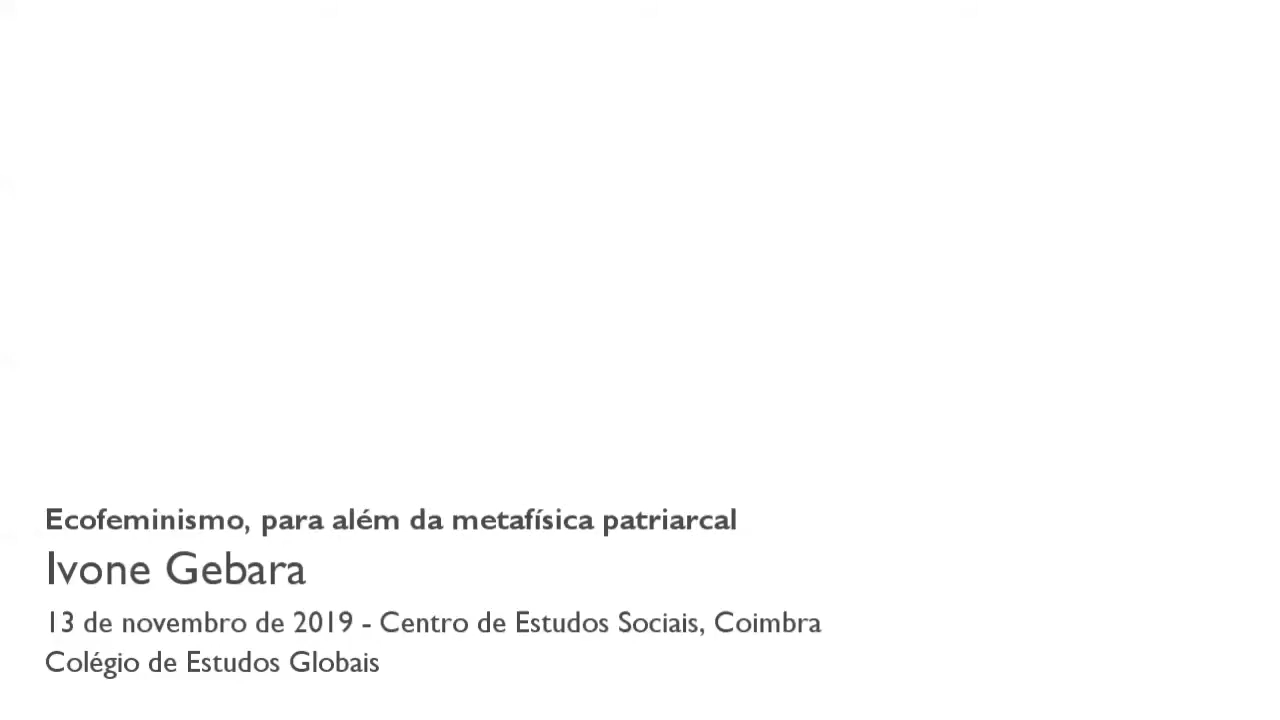 Ecofeminismo, para além da metafísica patriarcal
Ivone Gebara
13 de novembro de 2019 - Centro de Estudos Sociais, Coimbra
Colégio de Estudos Globais